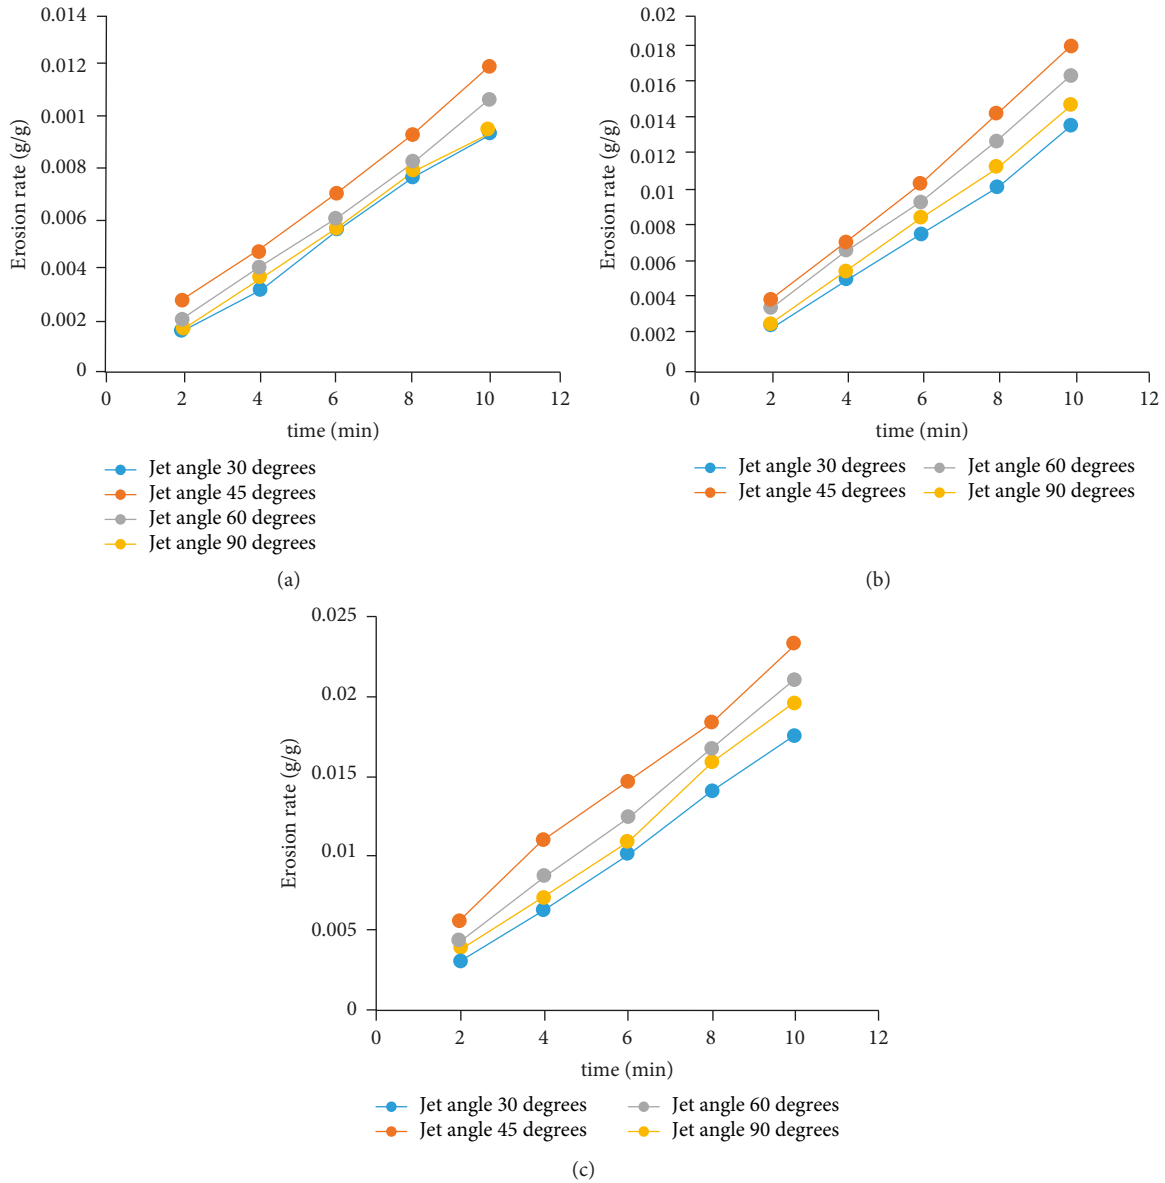 0.014
0.012
0.001
0.008
0.006
0.004
0.002
0
Erosion rate (g/g)
0 2 4 6 8 10 12
time (min)
Jet angle 30 degrees
Jet angle 45 degrees
Jet angle 60 degrees
Jet angle 90 degrees
(a)
0.02
0.018
0.016
0.014
0.012
0.01
0.008
0.006
0.004
0.002
0
Erosion rate (g/g)
0 2 4 6 8 10 12
time (min)
Jet angle 30 degrees Jet angle 60 degrees
Jet angle 45 degrees Jet angle 90 degrees
(b)
0.025
0.02
0.015
0.01
0.005
0
Erosion rate (g/g)
0 2 4 6 8 10 12
time (min)
Jet angle 30 degrees Jet angle 60 degrees
Jet angle 45 degrees Jet angle 90 degrees
(c)